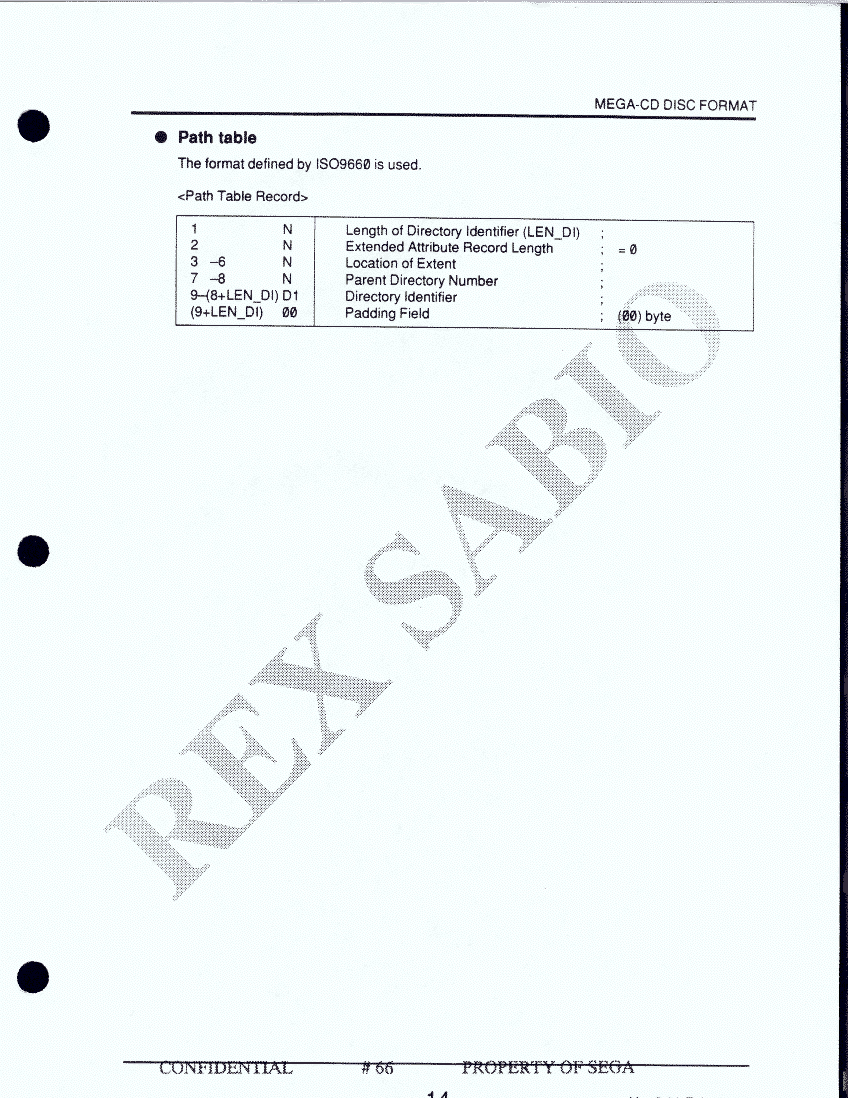 MEGA-CD DISC FORMAT
● Path table
The format defined by ISO9660 is used.
<Path Table Record>
1 N Length of Directory Identifier (LEN_DI) :
2 N Extended Attribute Record Length : = 0
3 –6 N Location of Extent :
7 –8 N Parent Directory Number :
9–(8+LEN_DI) D1 Directory Identifier :
(9+LEN_DI) 00 Padding Field : (00) byte
REX SABIO
CONFIDENTIAL # 66 PROPERTY OF SEGA
14